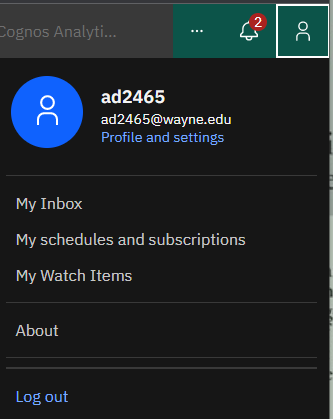 Cognos Analyti...
...
2
ad2465
ad2465@wayne.edu
Profile and settings
My Inbox
My schedules and subscriptions
My Watch Items
About
Log out